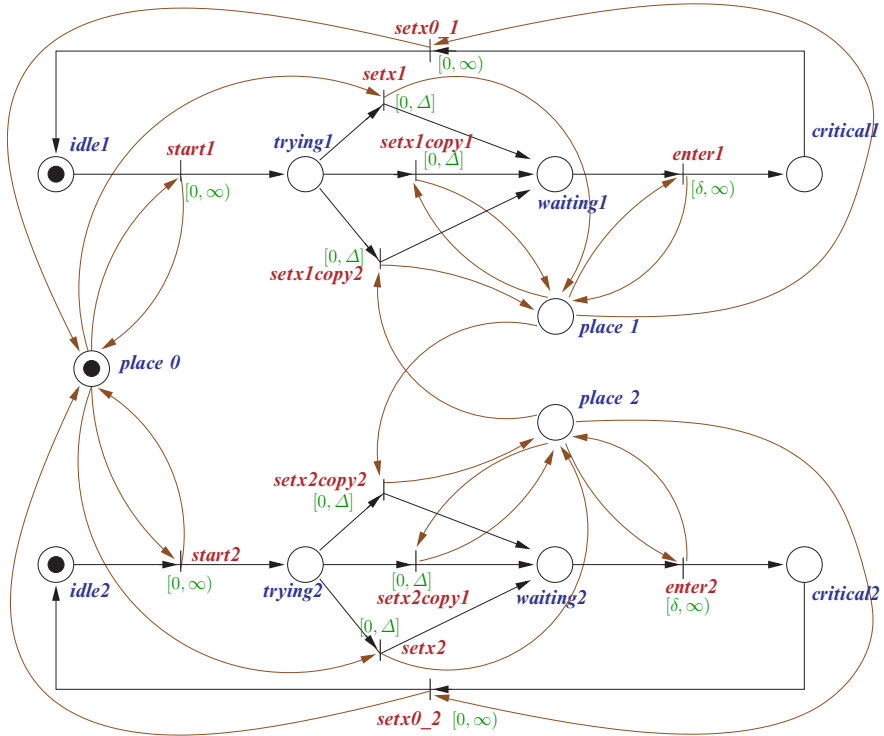 setx0_1
[0, ∞)
setx1
[0, Δ]
idle1
start1
[0, ∞)
trying1
setx1copy1
[0, Δ]
enter1
[δ, ∞)
critical1
waiting1
[0, Δ]
setx1copy2
place 1
place 0
place 2
setx2copy2
[0, Δ]
start2
[0, ∞)
idle2
trying2
[0, Δ]
setx2copy1
waiting2
enter2
[δ, ∞)
critical2
[0, Δ]
setx2
setx0_2 [0, ∞)